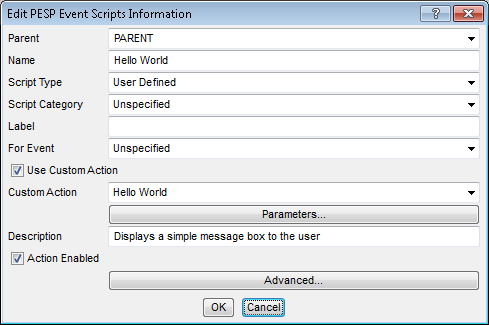 Edit PESP Event Scripts Information ?
Parent PARENT
Name Hello World
Script Type User Defined
Script Category Unspecified
Label
For Event Unspecified
Use Custom Action
Custom Action Hello World
Parameters...
Description Displays a simple message box to the user
Action Enabled
Advanced...
OK Cancel